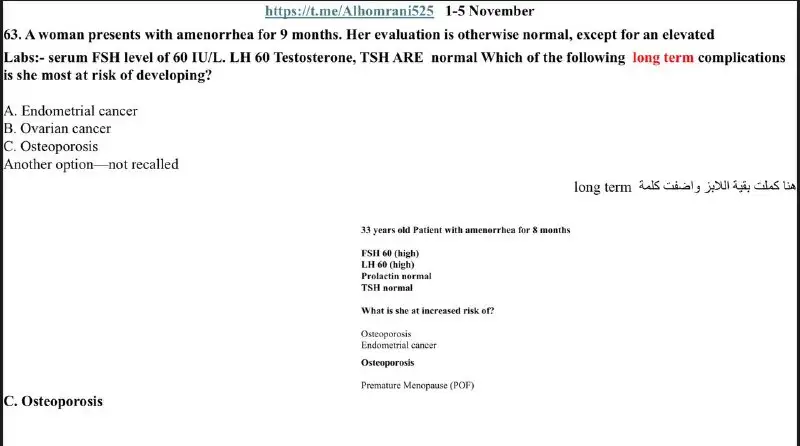 https://t.me/Alhomrani525 1-5 November
63. A woman presents with amenorrhea for 9 months. Her evaluation is otherwise normal, except for an elevated
Labs:- serum FSH level of 60 IU/L. LH 60 Testosterone, TSH ARE normal Which of the following long term complications
is she most at risk of developing?
A. Endometrial cancer
B. Ovarian cancer
C. Osteoporosis
Another option—not recalled
هنا كملت بقية اللابز واضفت كلمة long term
33 years old Patient with amenorrhea for 8 months
FSH 60 (high)
LH 60 (high)
Prolactin normal
TSH normal
What is she at increased risk of?
Osteoporosis
Endometrial cancer
Osteoporosis
Premature Menopause (POF)
C. Osteoporosis